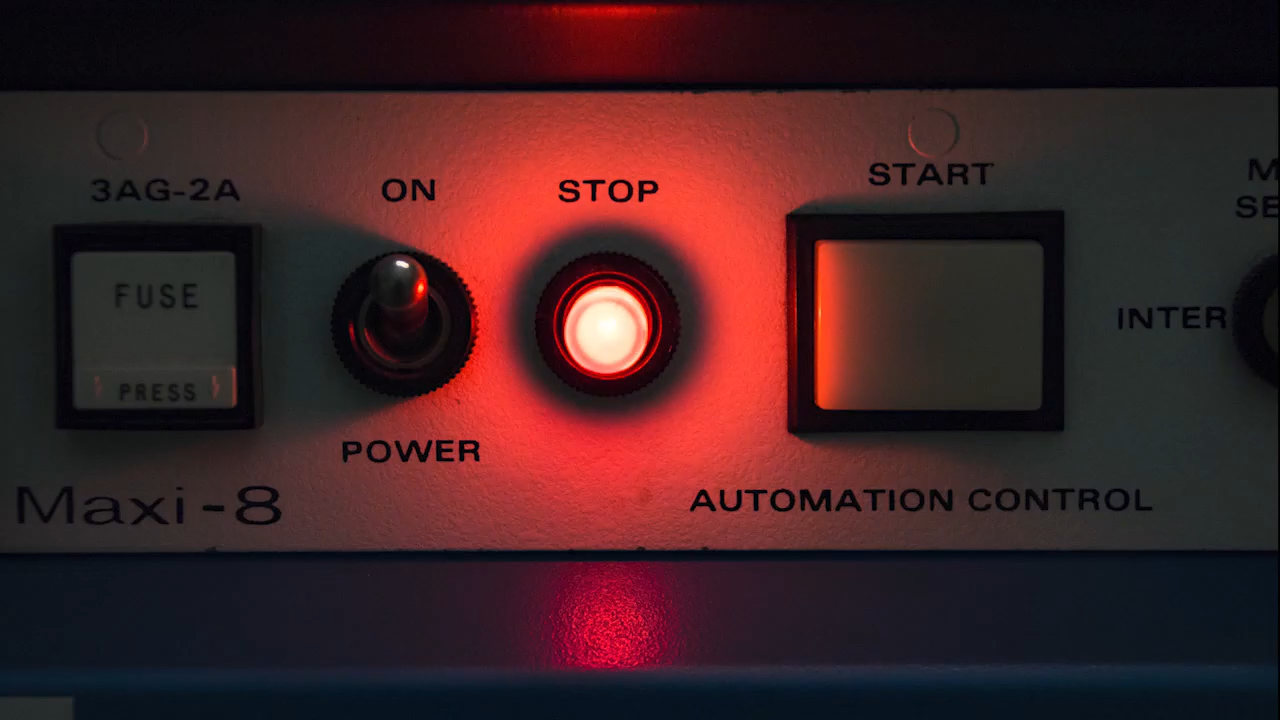 3AG-2A
ON
STOP
START
FUSE
PRESS
INTER
POWER
Maxi-8
AUTOMATION CONTROL